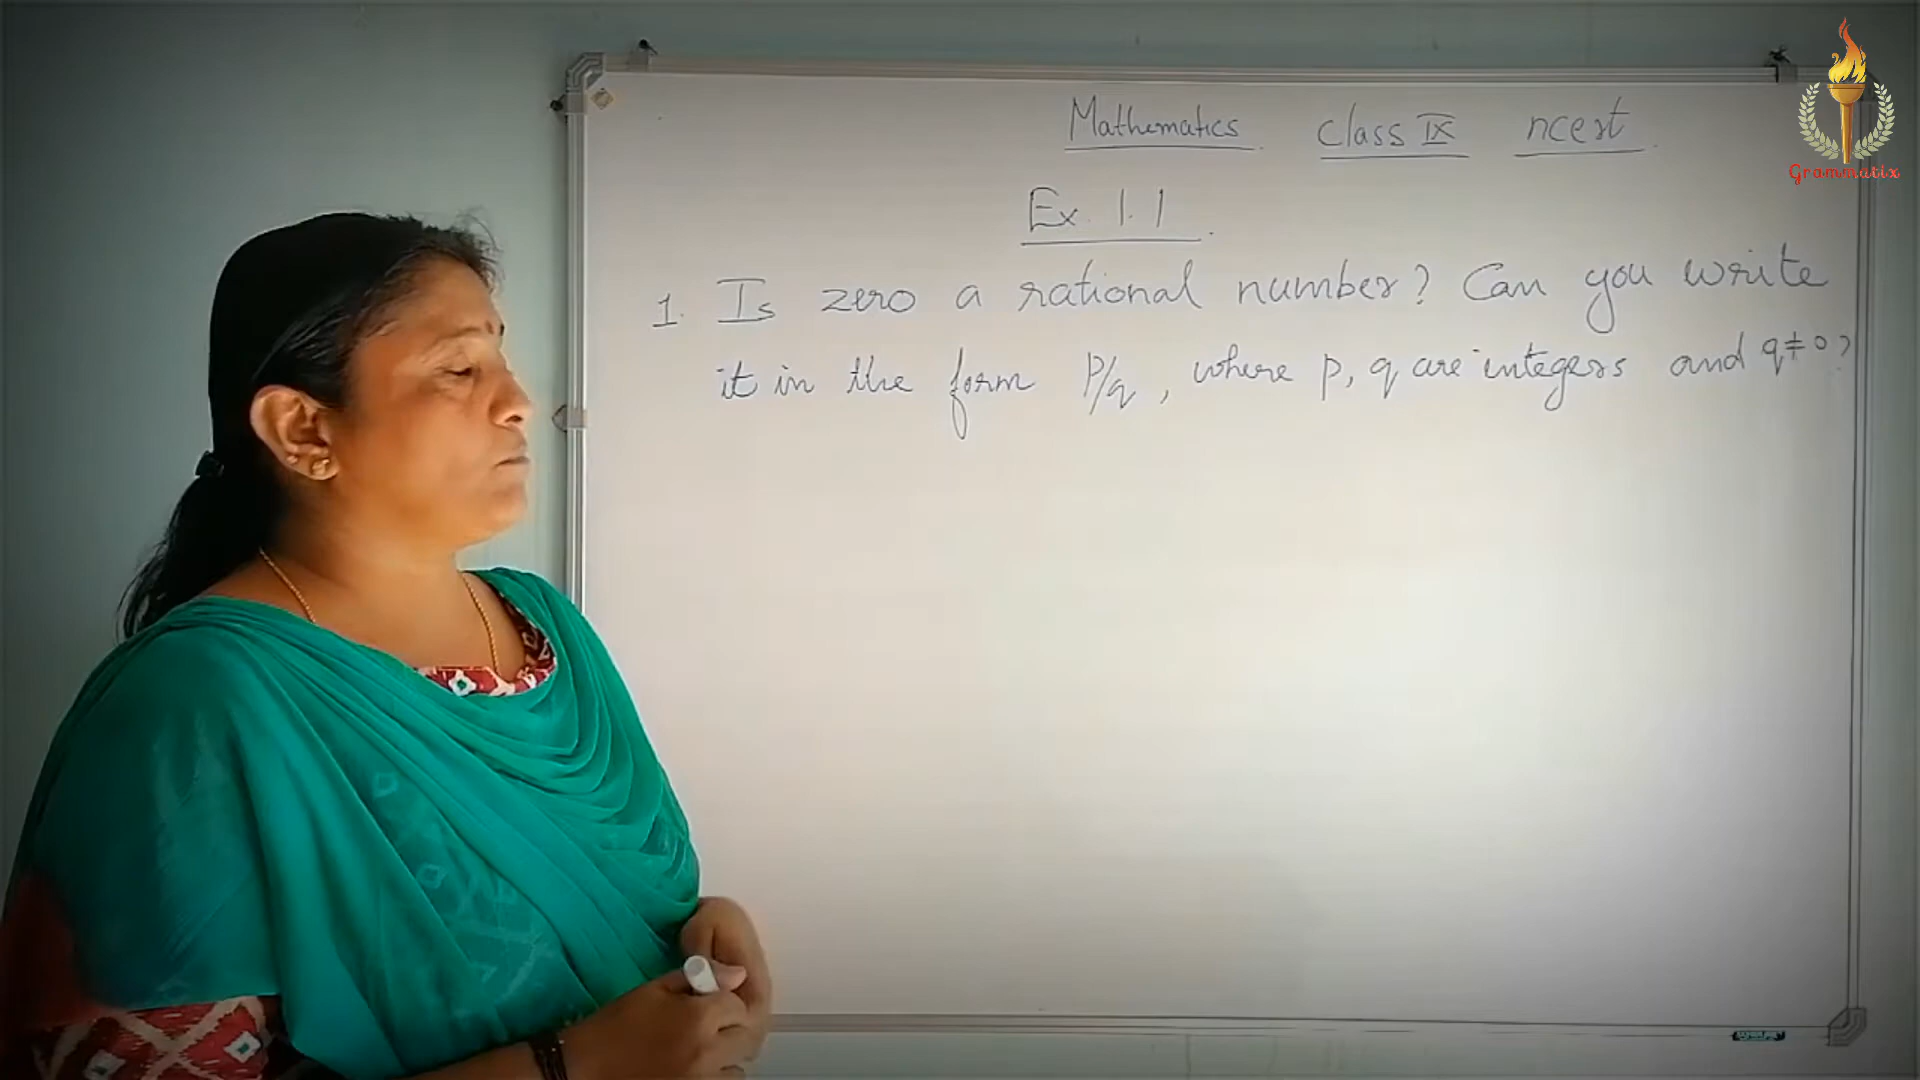 Mathematics Class IX ncert
Ex. 1.1
1. Is zero a rational number? Can you write
it in the form p/q, where p, q are integers and q≠0?
Grammatix